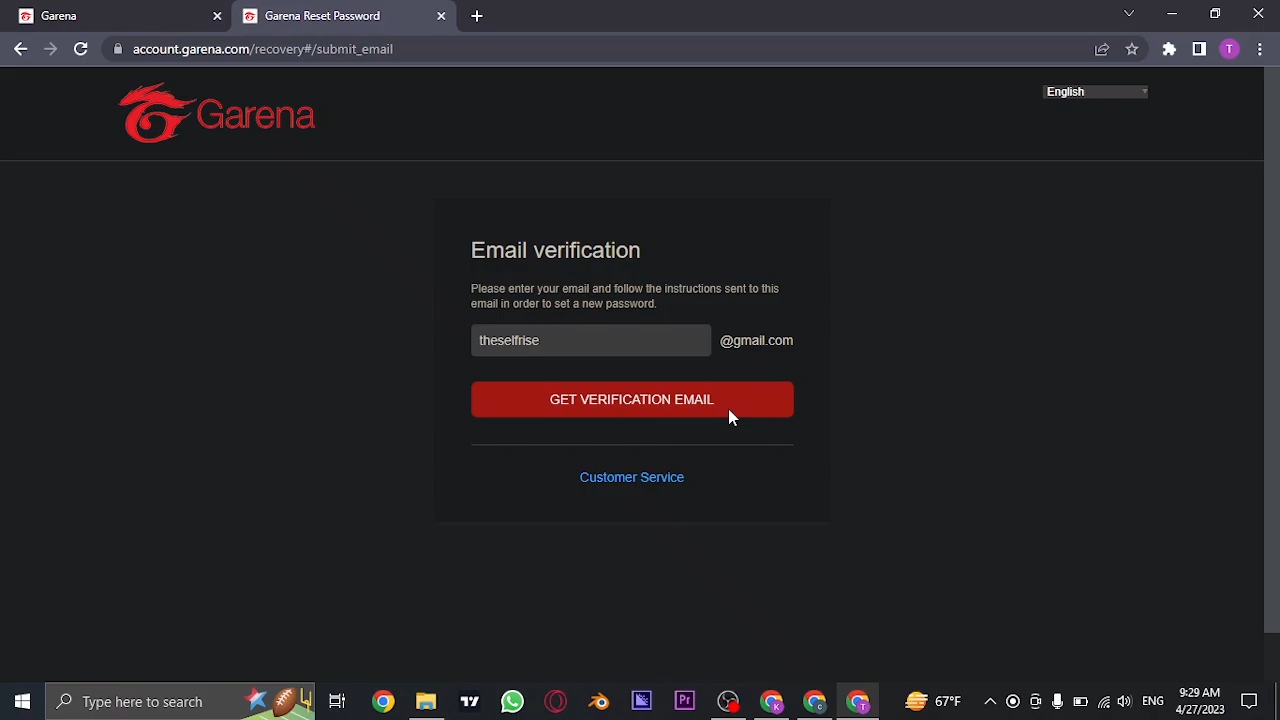 Garena
Garena Reset Password
account.garena.com/recovery#/submit_email
T
Garena
English
Email verification
Please enter your email and follow the instructions sent to this
email in order to set a new password.
theselfrise @gmail.com
GET VERIFICATION EMAIL
Customer Service
Type here to search
Pr
K
C
T
67°F
ENG
9:29 AM
4/27/2023